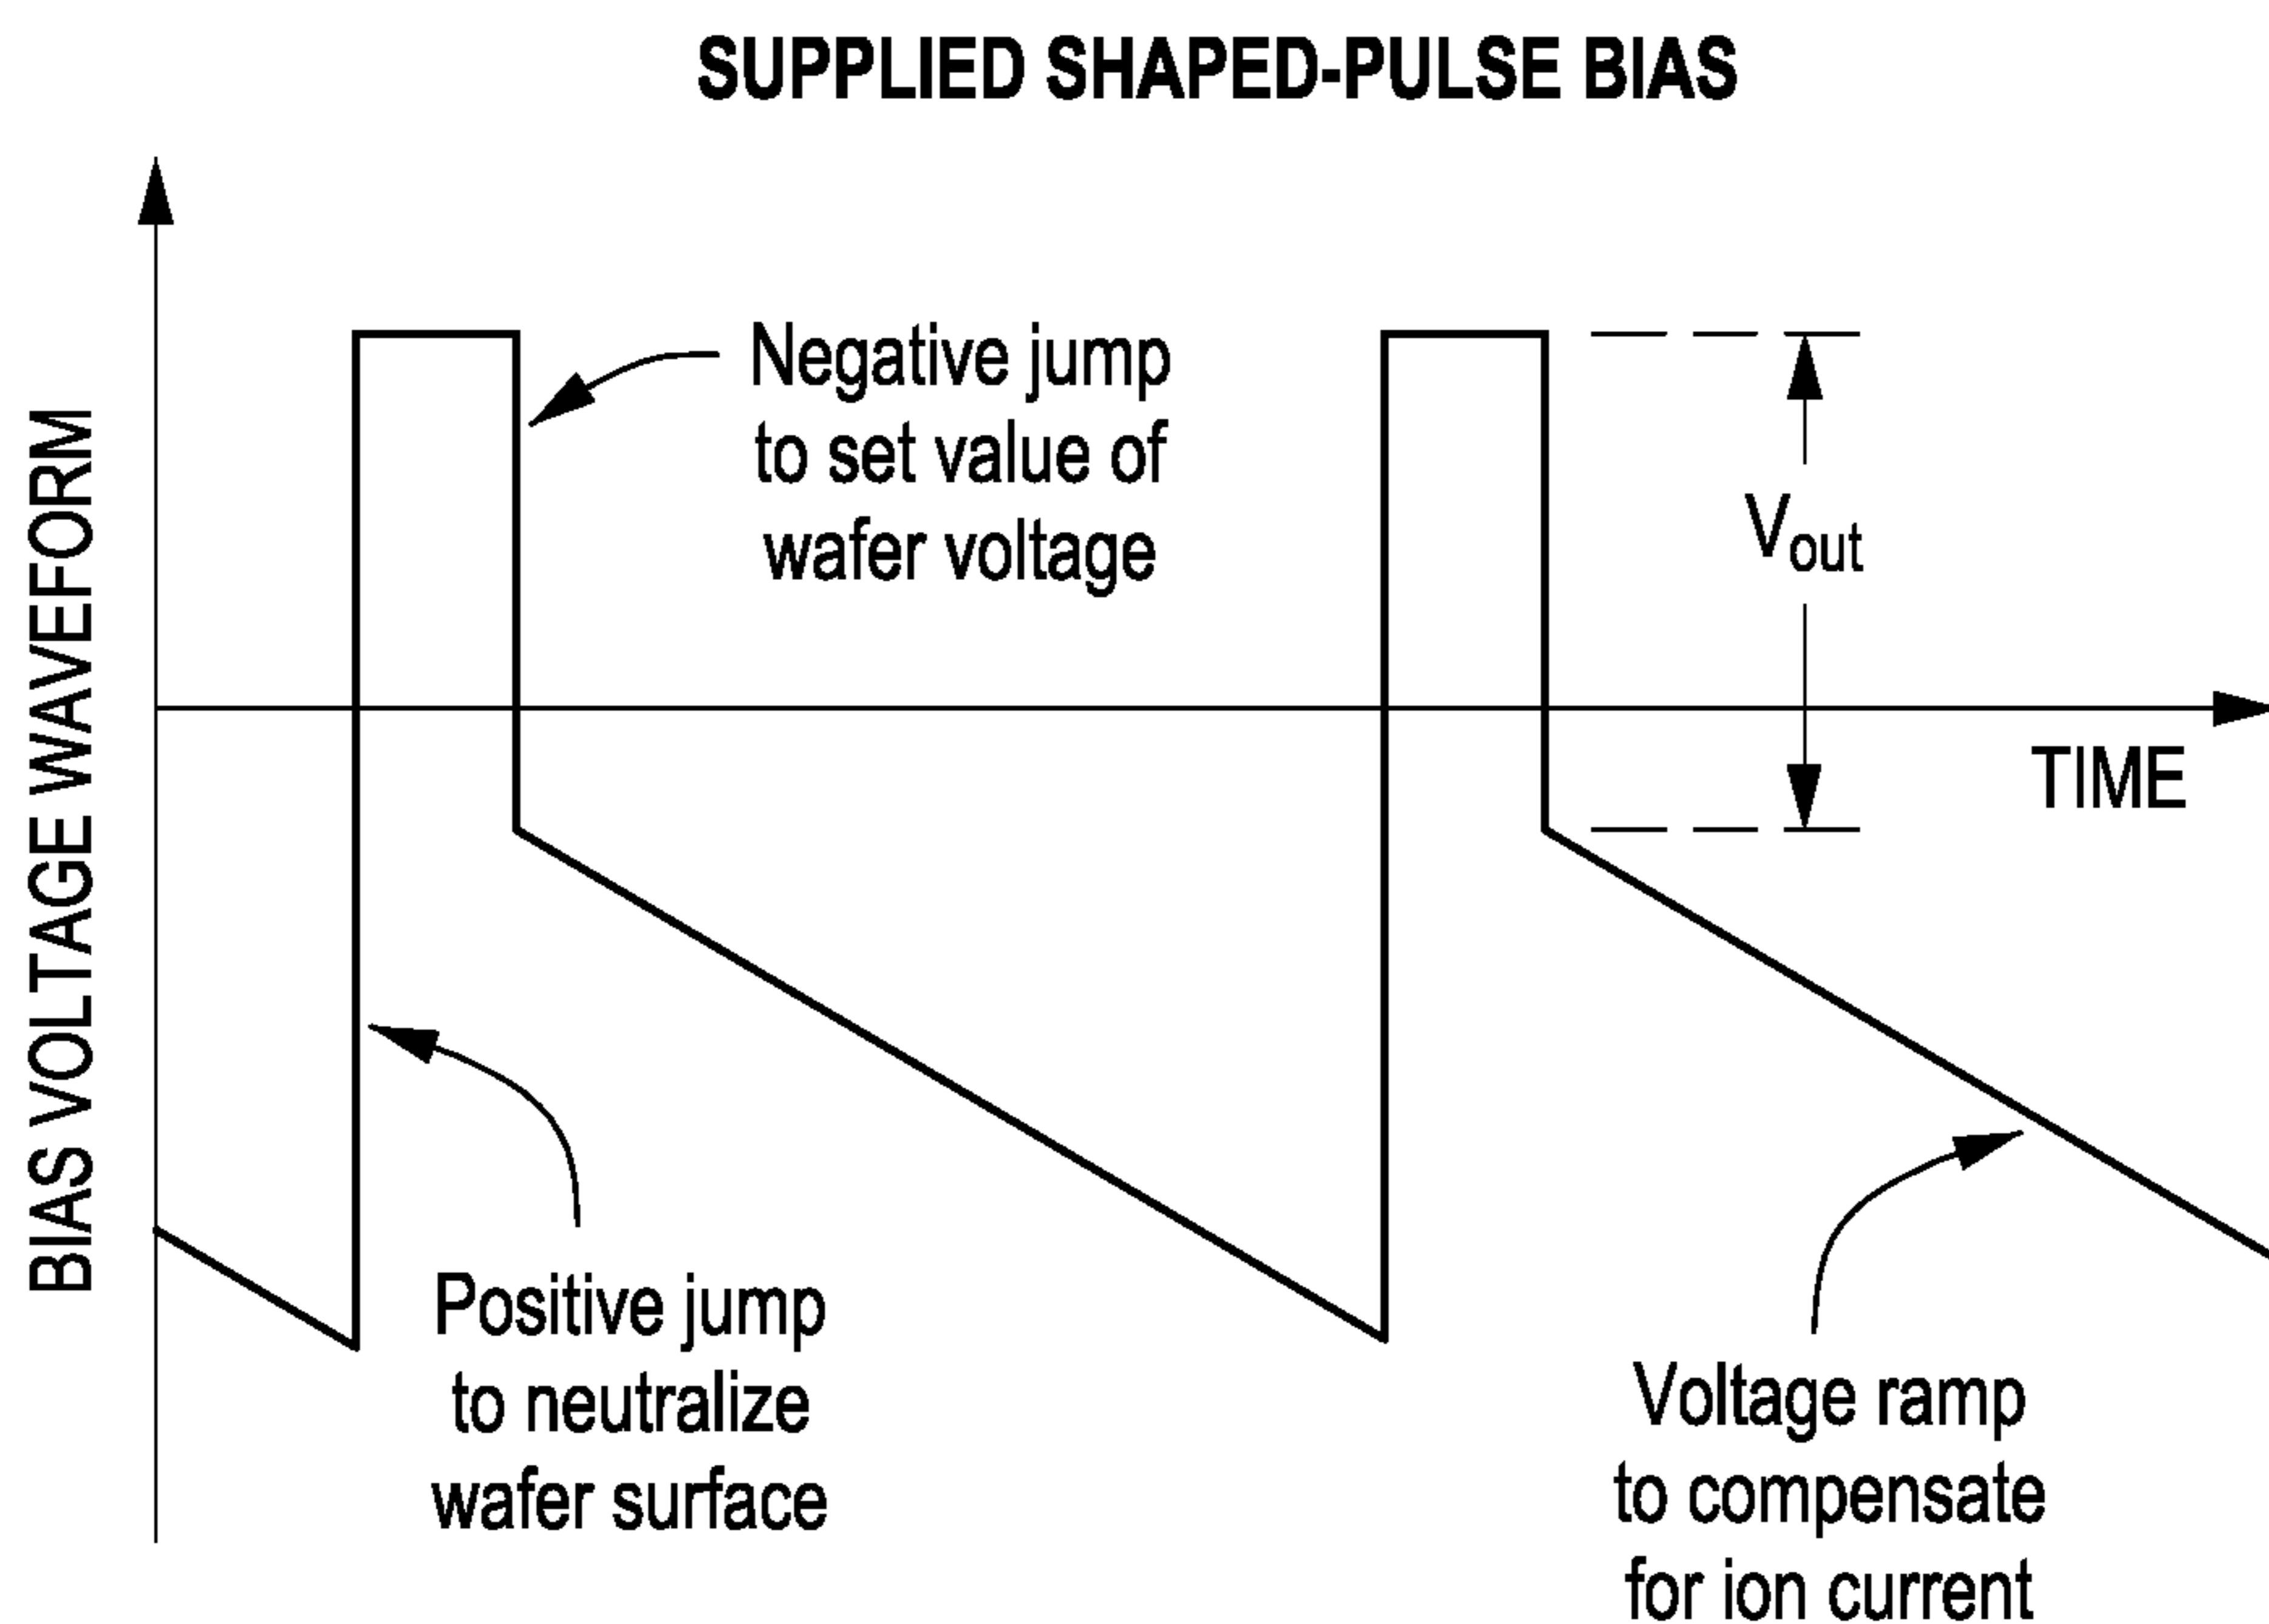 SUPPLIED SHAPED-PULSE BIAS
BIAS VOLTAGE WAVEFORM
Negative jump
to set value of
wafer voltage
Vout
TIME
Positive jump
to neutralize
wafer surface
Voltage ramp
to compensate
for ion current